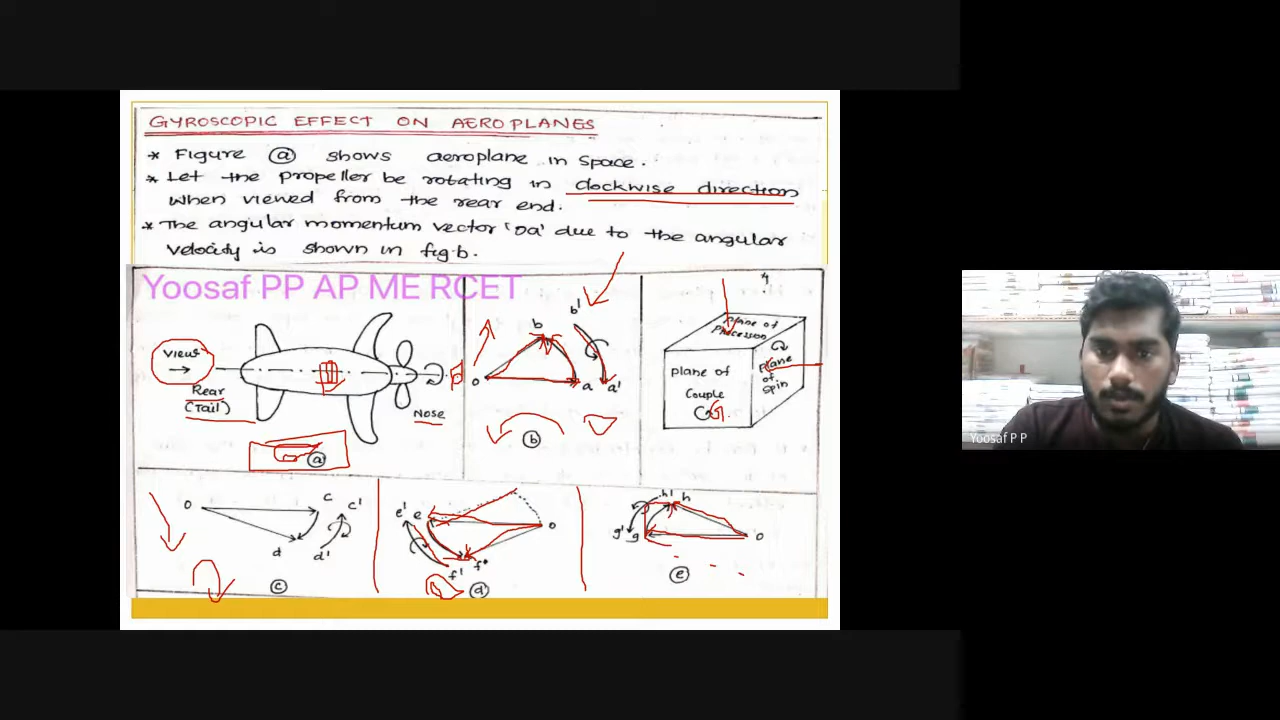 GYROSCOPIC EFFECT ON AEROPLANES
* Figure ⓐ shows aeroplane in space.
* Let the propeller be rotating in clockwise direction
when viewed from the rear end.
* The angular momentum vector 'oa' due to the angular
velocity is shown in fig.b.
Yoosaf PP AP ME RCET
View
Rear
(Tail)
Nose
ⓐ
b'
b
o
a
a'
ⓑ
Plane of
Precession
Plane of
Couple
Plane
of
Spin
o
c
c'
d
d'
ⓒ
e'
e
o
f'
f
ⓓ
h'
h
g'
g
o
ⓔ
Yoosaf P P